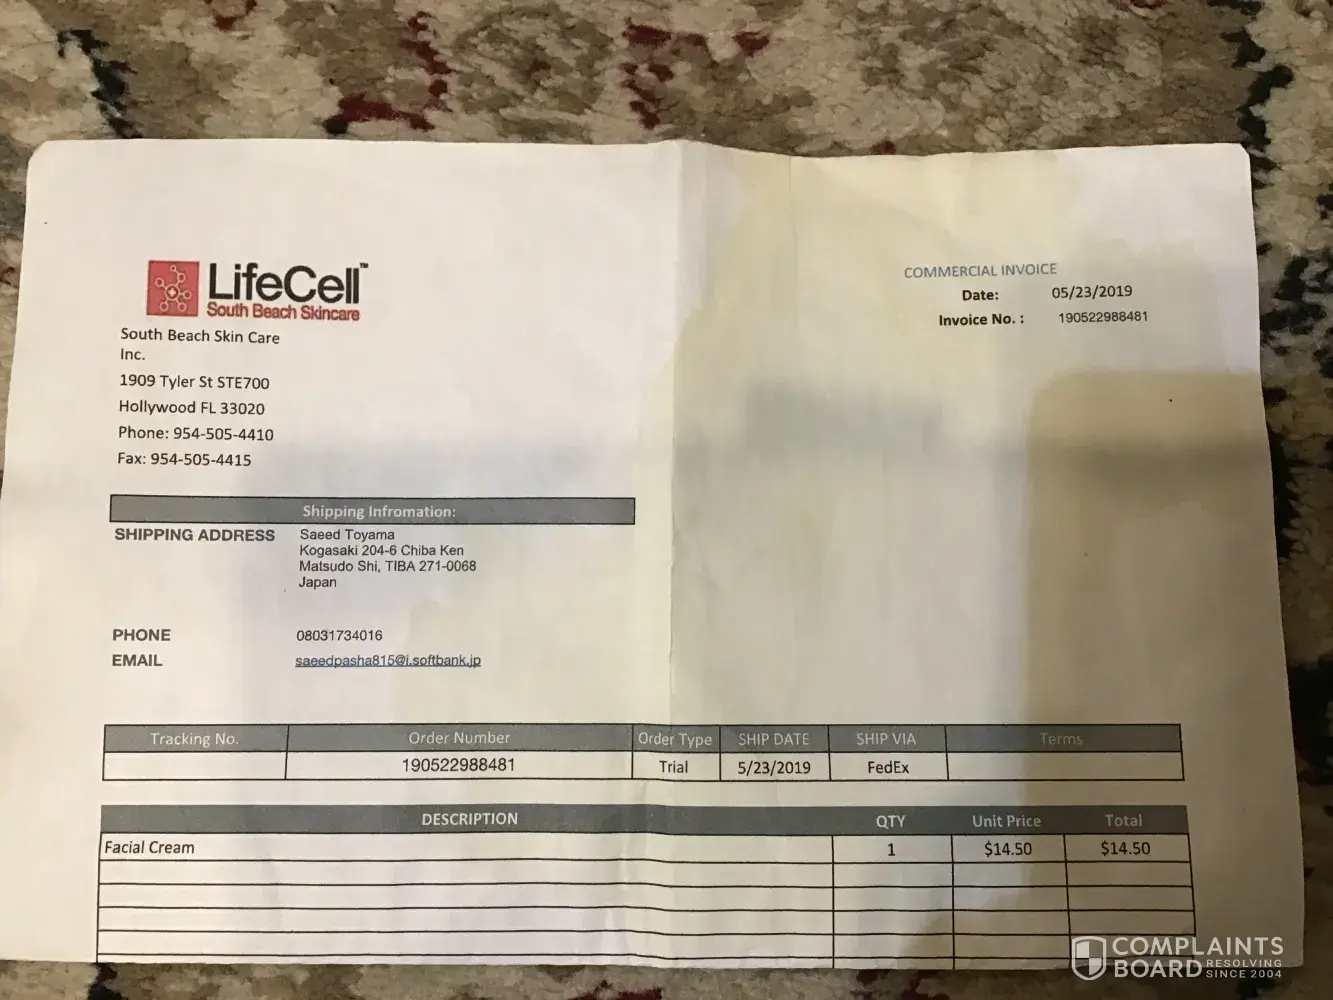 LifeCell™
South Beach Skincare
South Beach Skin Care
Inc.
1909 Tyler St STE700
Hollywood FL 33020
Phone: 954-505-4410
Fax: 954-505-4415
COMMERCIAL INVOICE
Date: 05/23/2019
Invoice No. : 190522988481
Shipping Infromation:
SHIPPING ADDRESS Saeed Toyama
Kogasaki 204-6 Chiba Ken
Matsudo Shi, TIBA 271-0068
Japan
PHONE 08031734016
EMAIL saeedpasha815@i.softbank.jp
Tracking No. Order Number Order Type SHIP DATE SHIP VIA Terms
190522988481 Trial 5/23/2019 FedEx
DESCRIPTION QTY Unit Price Total
Facial Cream 1 $14.50 $14.50
COMPLAINTS
BOARD RESOLVING
SINCE 2004